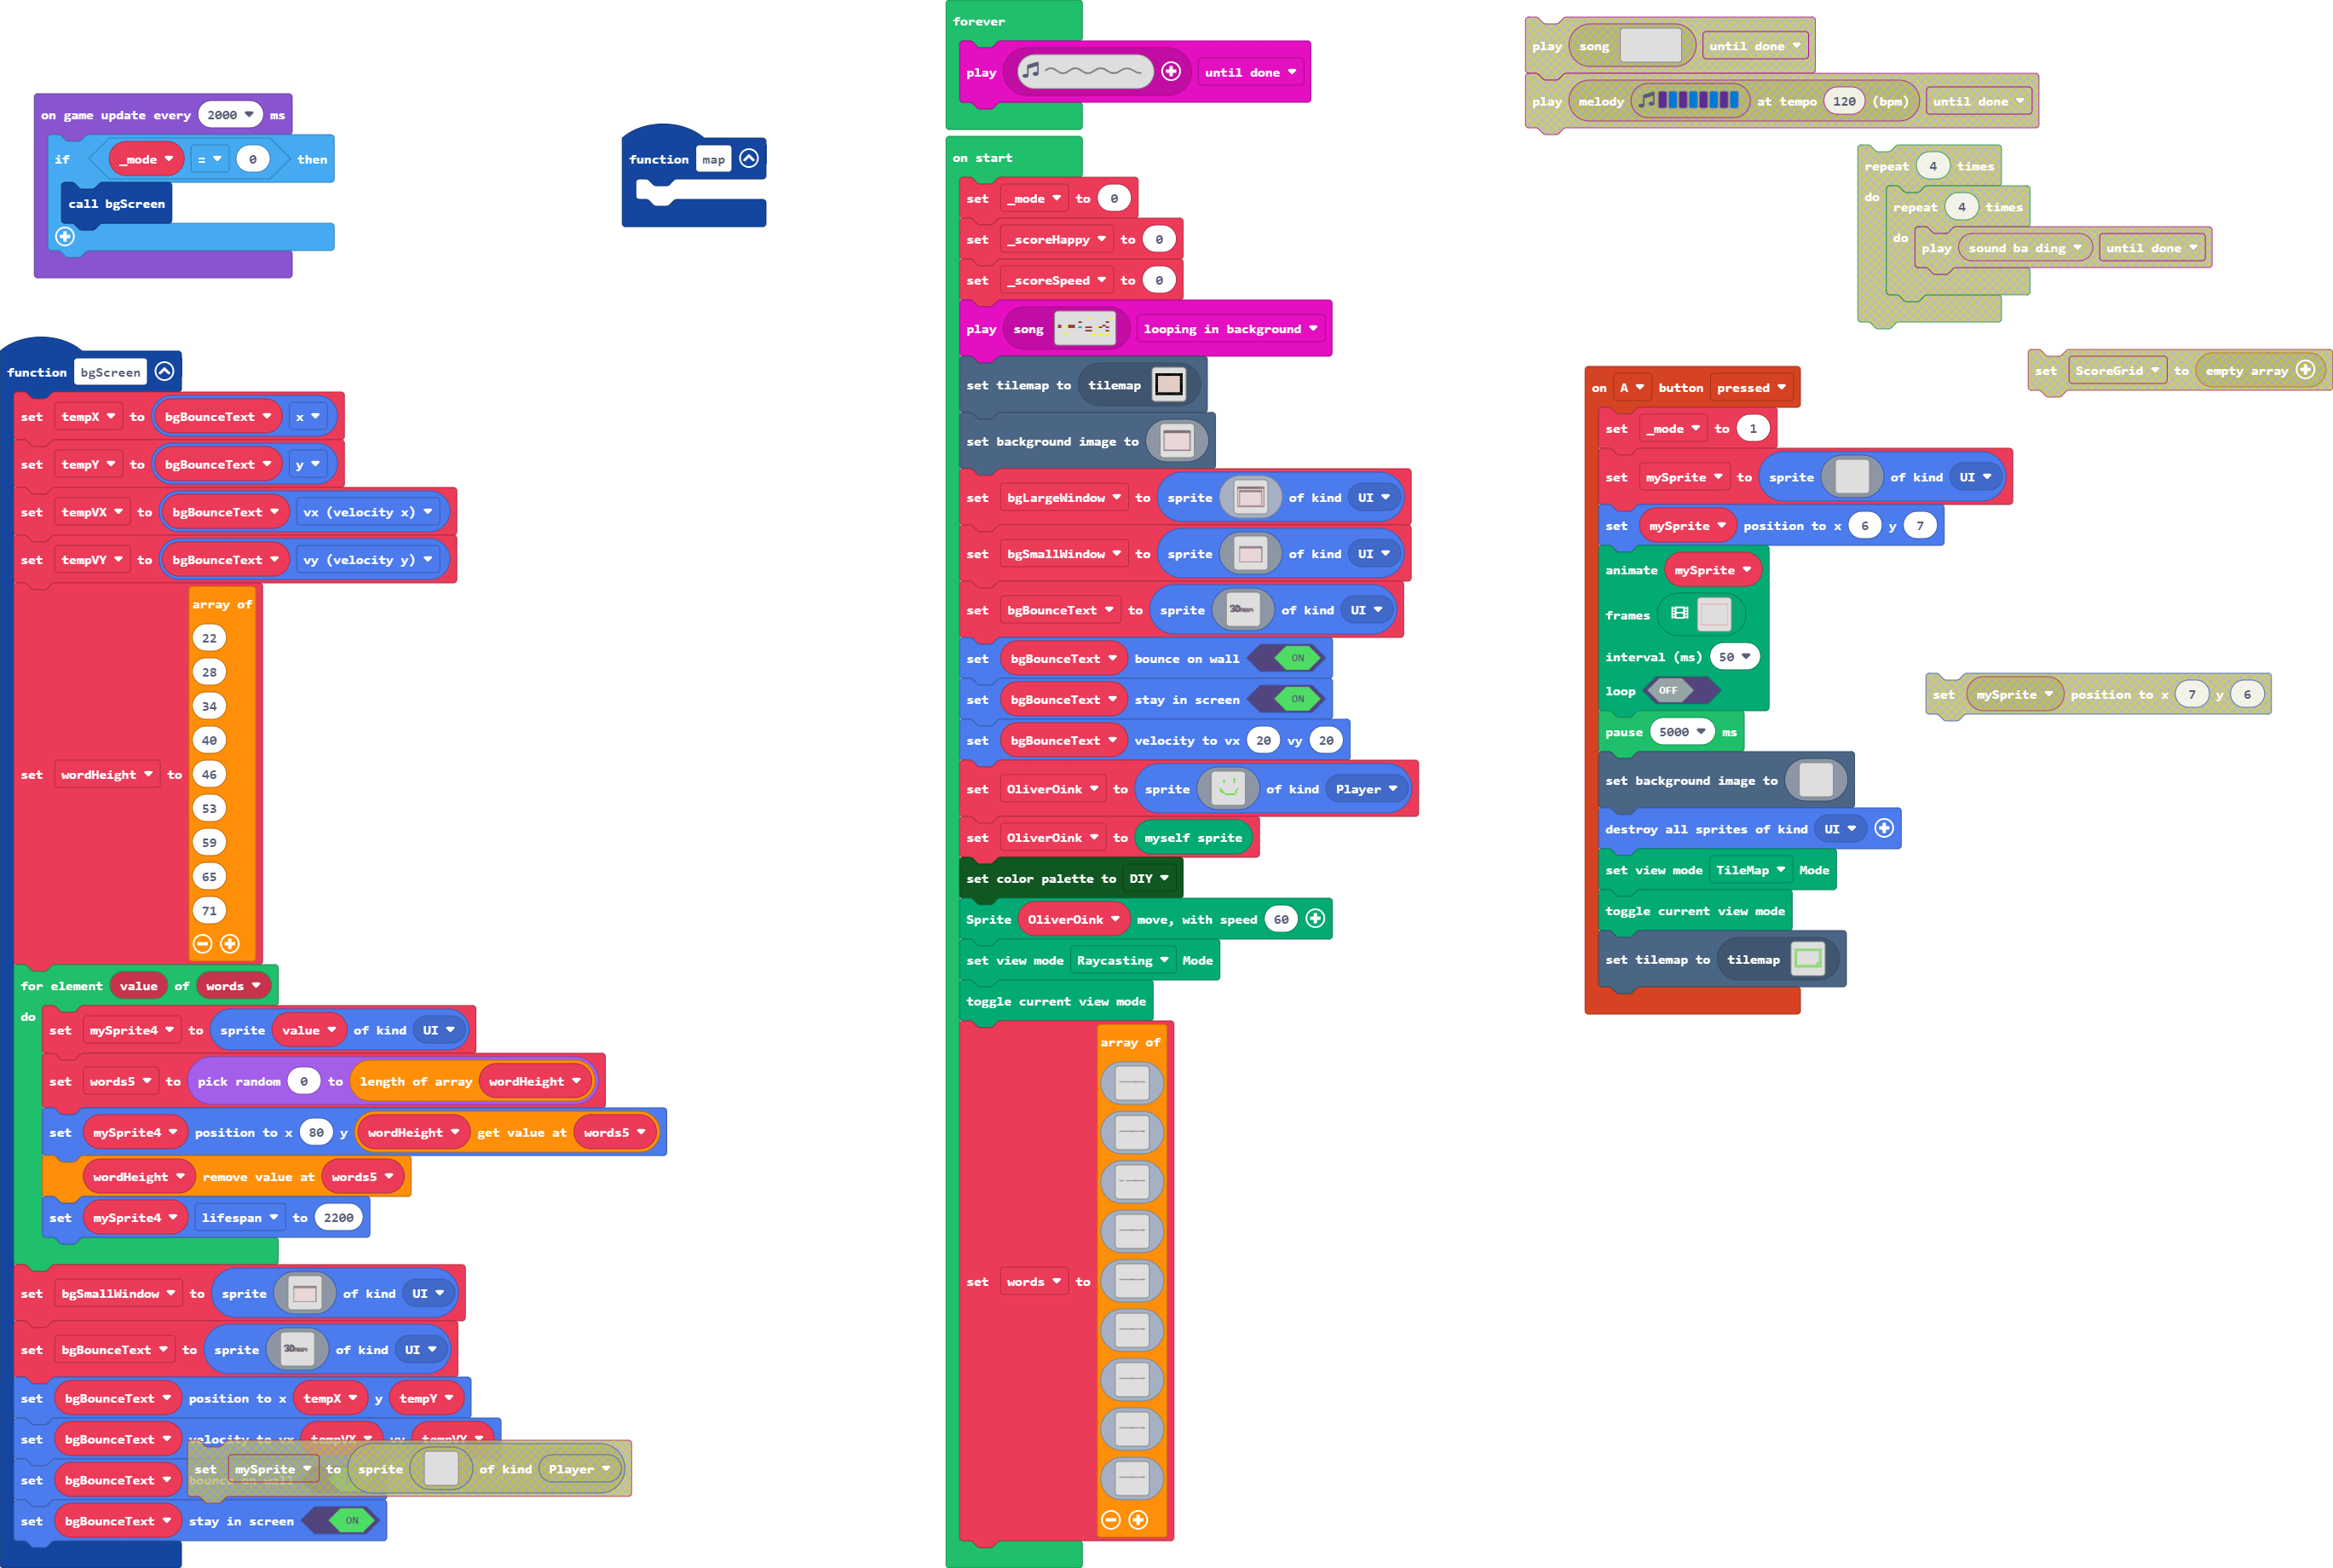 on game update every 2000 ms
if _mode = 0 then
call bgScreen
function map
function bgScreen
set tempX to bgBounceText x
set tempY to bgBounceText y
set tempVX to bgBounceText vx (velocity x)
set tempVY to bgBounceText vy (velocity y)
set wordHeight to array of
22
28
34
40
46
53
59
65
71
for element value of words
do
set mySprite4 to sprite value of kind UI
set words5 to pick random 0 to length of array wordHeight
set mySprite4 position to x 80 y wordHeight get value at words5
wordHeight remove value at words5
set mySprite4 lifespan to 2200
set bgSmallWindow to sprite of kind UI
set bgBounceText to sprite 3D of kind UI
set bgBounceText position to x tempX y tempY
set bgBounceText velocity to vx tempVX vy tempVY
set bgBounceText bounce on wall
set mySprite to sprite of kind Player
set bgBounceText stay in screen ON
forever
play until done
on start
set _mode to 0
set _scoreHappy to 0
set _scoreSpeed to 0
play song looping in background
set tilemap to tilemap
set background image to
set bgLargeWindow to sprite of kind UI
set bgSmallWindow to sprite of kind UI
set bgBounceText to sprite 3D of kind UI
set bgBounceText bounce on wall ON
set bgBounceText stay in screen ON
set bgBounceText velocity to vx 20 vy 20
set OliverOink to sprite of kind Player
set OliverOink to myself sprite
set color palette to DIY
Sprite OliverOink move, with speed 60
set view mode Raycasting Mode
toggle current view mode
set words to array of
play song until done
play melody at tempo 120 (bpm) until done
repeat 4 times
do
repeat 4 times
do
play sound ba ding until done
set ScoreGrid to empty array
on A button pressed
set _mode to 1
set mySprite to sprite of kind UI
set mySprite position to x 6 y 7
animate mySprite
frames
interval (ms) 50
loop OFF
pause 5000 ms
set background image to
destroy all sprites of kind UI
set view mode TileMap Mode
toggle current view mode
set tilemap to tilemap
set mySprite position to x 7 y 6